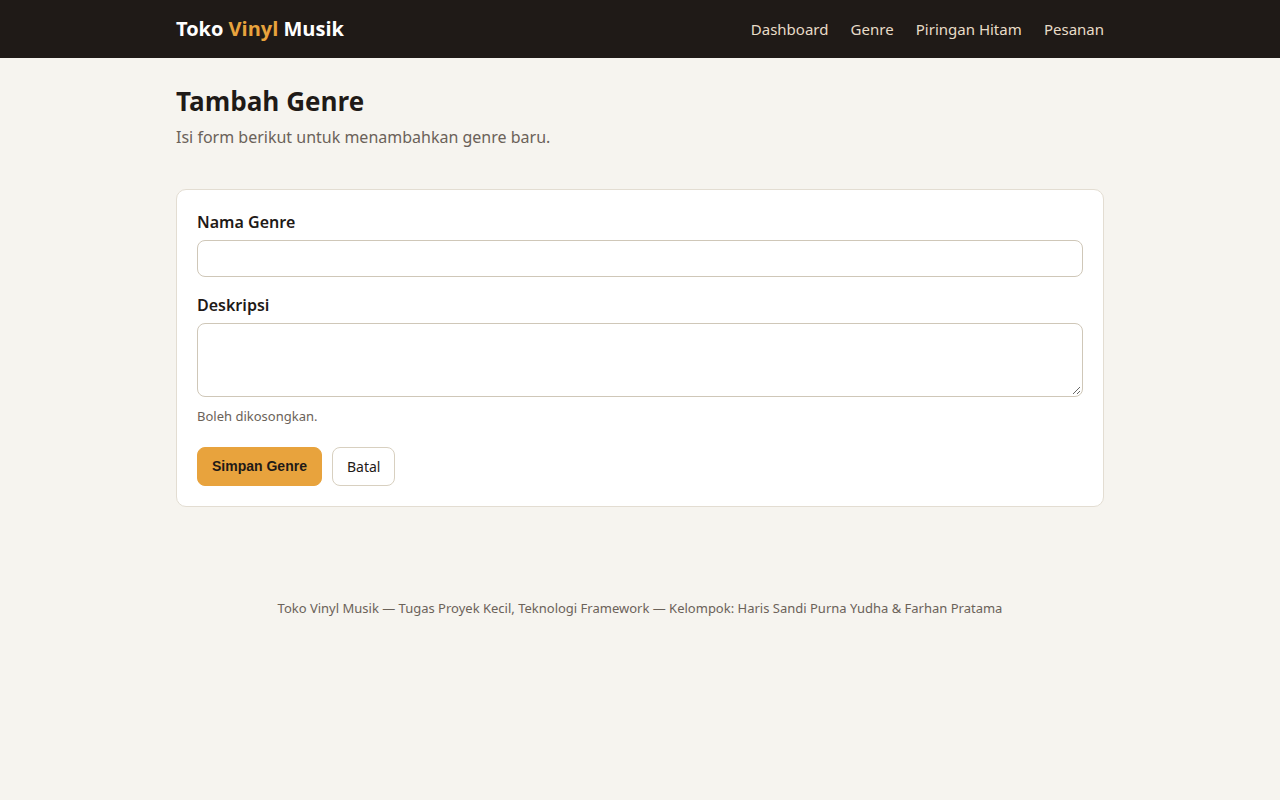 Toko Vinyl Musik
Dashboard Genre Piringan Hitam Pesanan
Tambah Genre
Isi form berikut untuk menambahkan genre baru.
Nama Genre
Deskripsi
Boleh dikosongkan.
Simpan Genre Batal
Toko Vinyl Musik — Tugas Proyek Kecil, Teknologi Framework — Kelompok: Haris Sandi Purna Yudha & Farhan Pratama